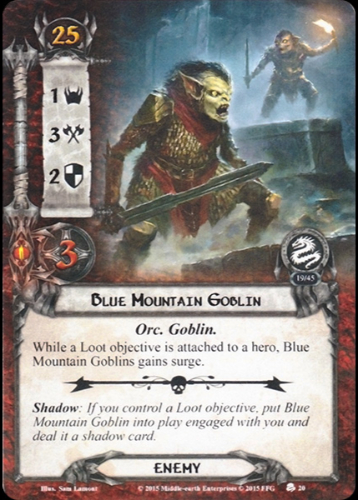 25
1
3
2
3
19/45
Blue Mountain Goblin
Orc. Goblin.
While a Loot objective is attached to a hero, Blue
Mountain Goblins gains surge.
Shadow: If you control a Loot objective, put Blue
Mountain Goblin into play engaged with you and
deal it a shadow card.
Illus. Sam Lamont
ENEMY
© 2015 Middle-earth Enterprises © 2015 FFG
20